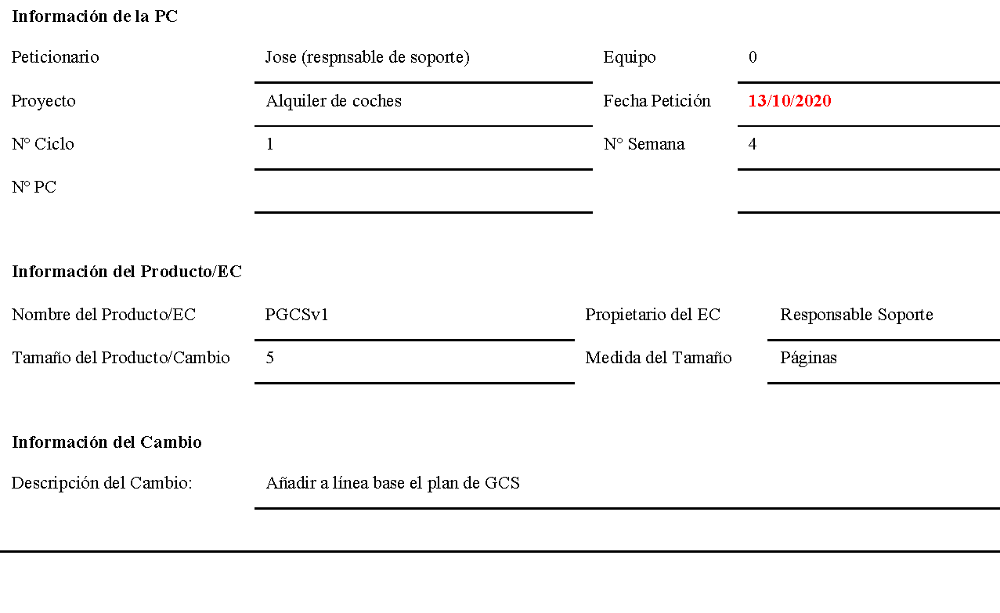 Información de la PC
Peticionario Jose (respnsable de soporte) Equipo 0
Proyecto Alquiler de coches Fecha Petición 13/10/2020
Nº Ciclo 1 Nº Semana 4
Nº PC
Información del Producto/EC
Nombre del Producto/EC PGCSv1 Propietario del EC Responsable Soporte
Tamaño del Producto/Cambio 5 Medida del Tamaño Páginas
Información del Cambio
Descripción del Cambio: Añadir a línea base el plan de GCS